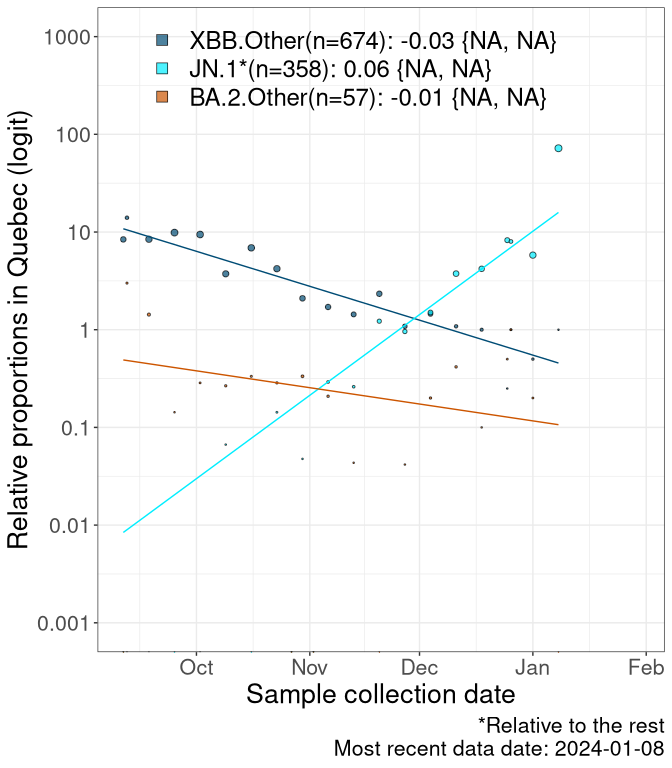 XBB.Other(n=674): -0.03 {NA, NA}
JN.1*(n=358): 0.06 {NA, NA}
BA.2.Other(n=57): -0.01 {NA, NA}
Relative proportions in Quebec (logit)
1000
100
10
1
0.1
0.01
0.001
Oct Nov Dec Jan Feb
Sample collection date
*Relative to the rest
Most recent data date: 2024-01-08